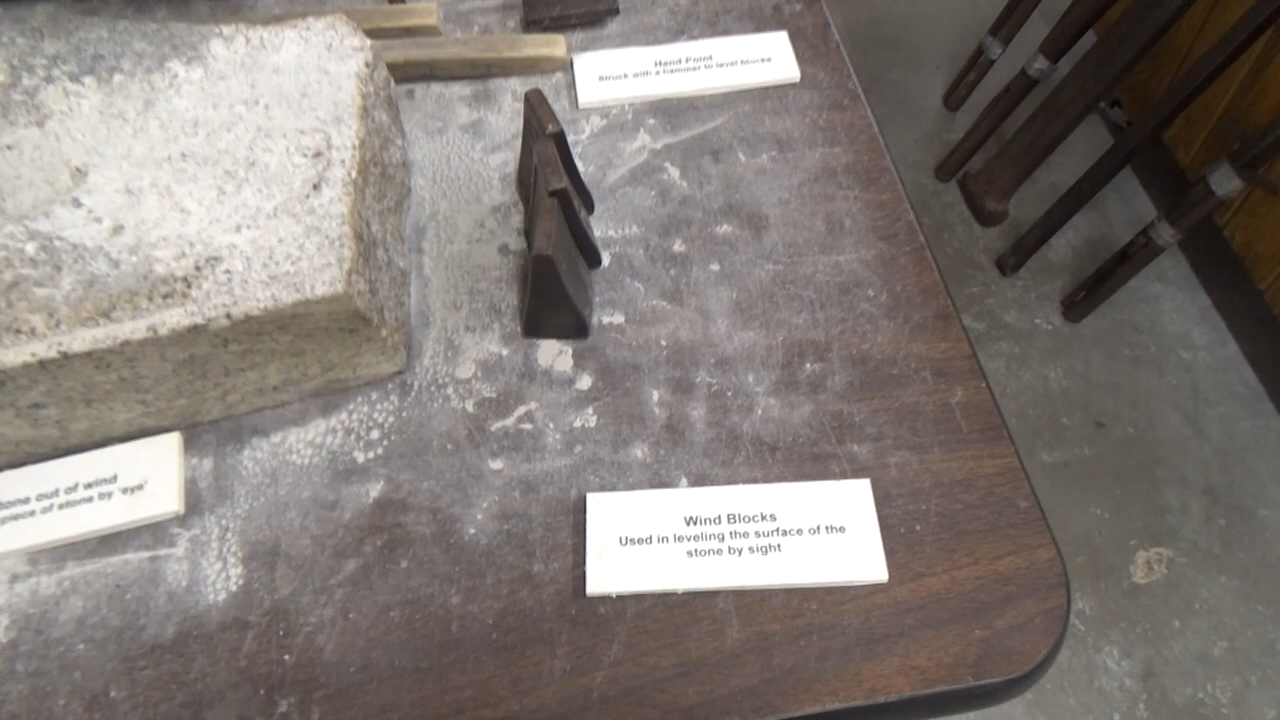 Hand Point
Struck with a hammer to level blocks
tone out of wind
piece of stone by 'eye'
Wind Blocks
Used in leveling the surface of the
stone by sight